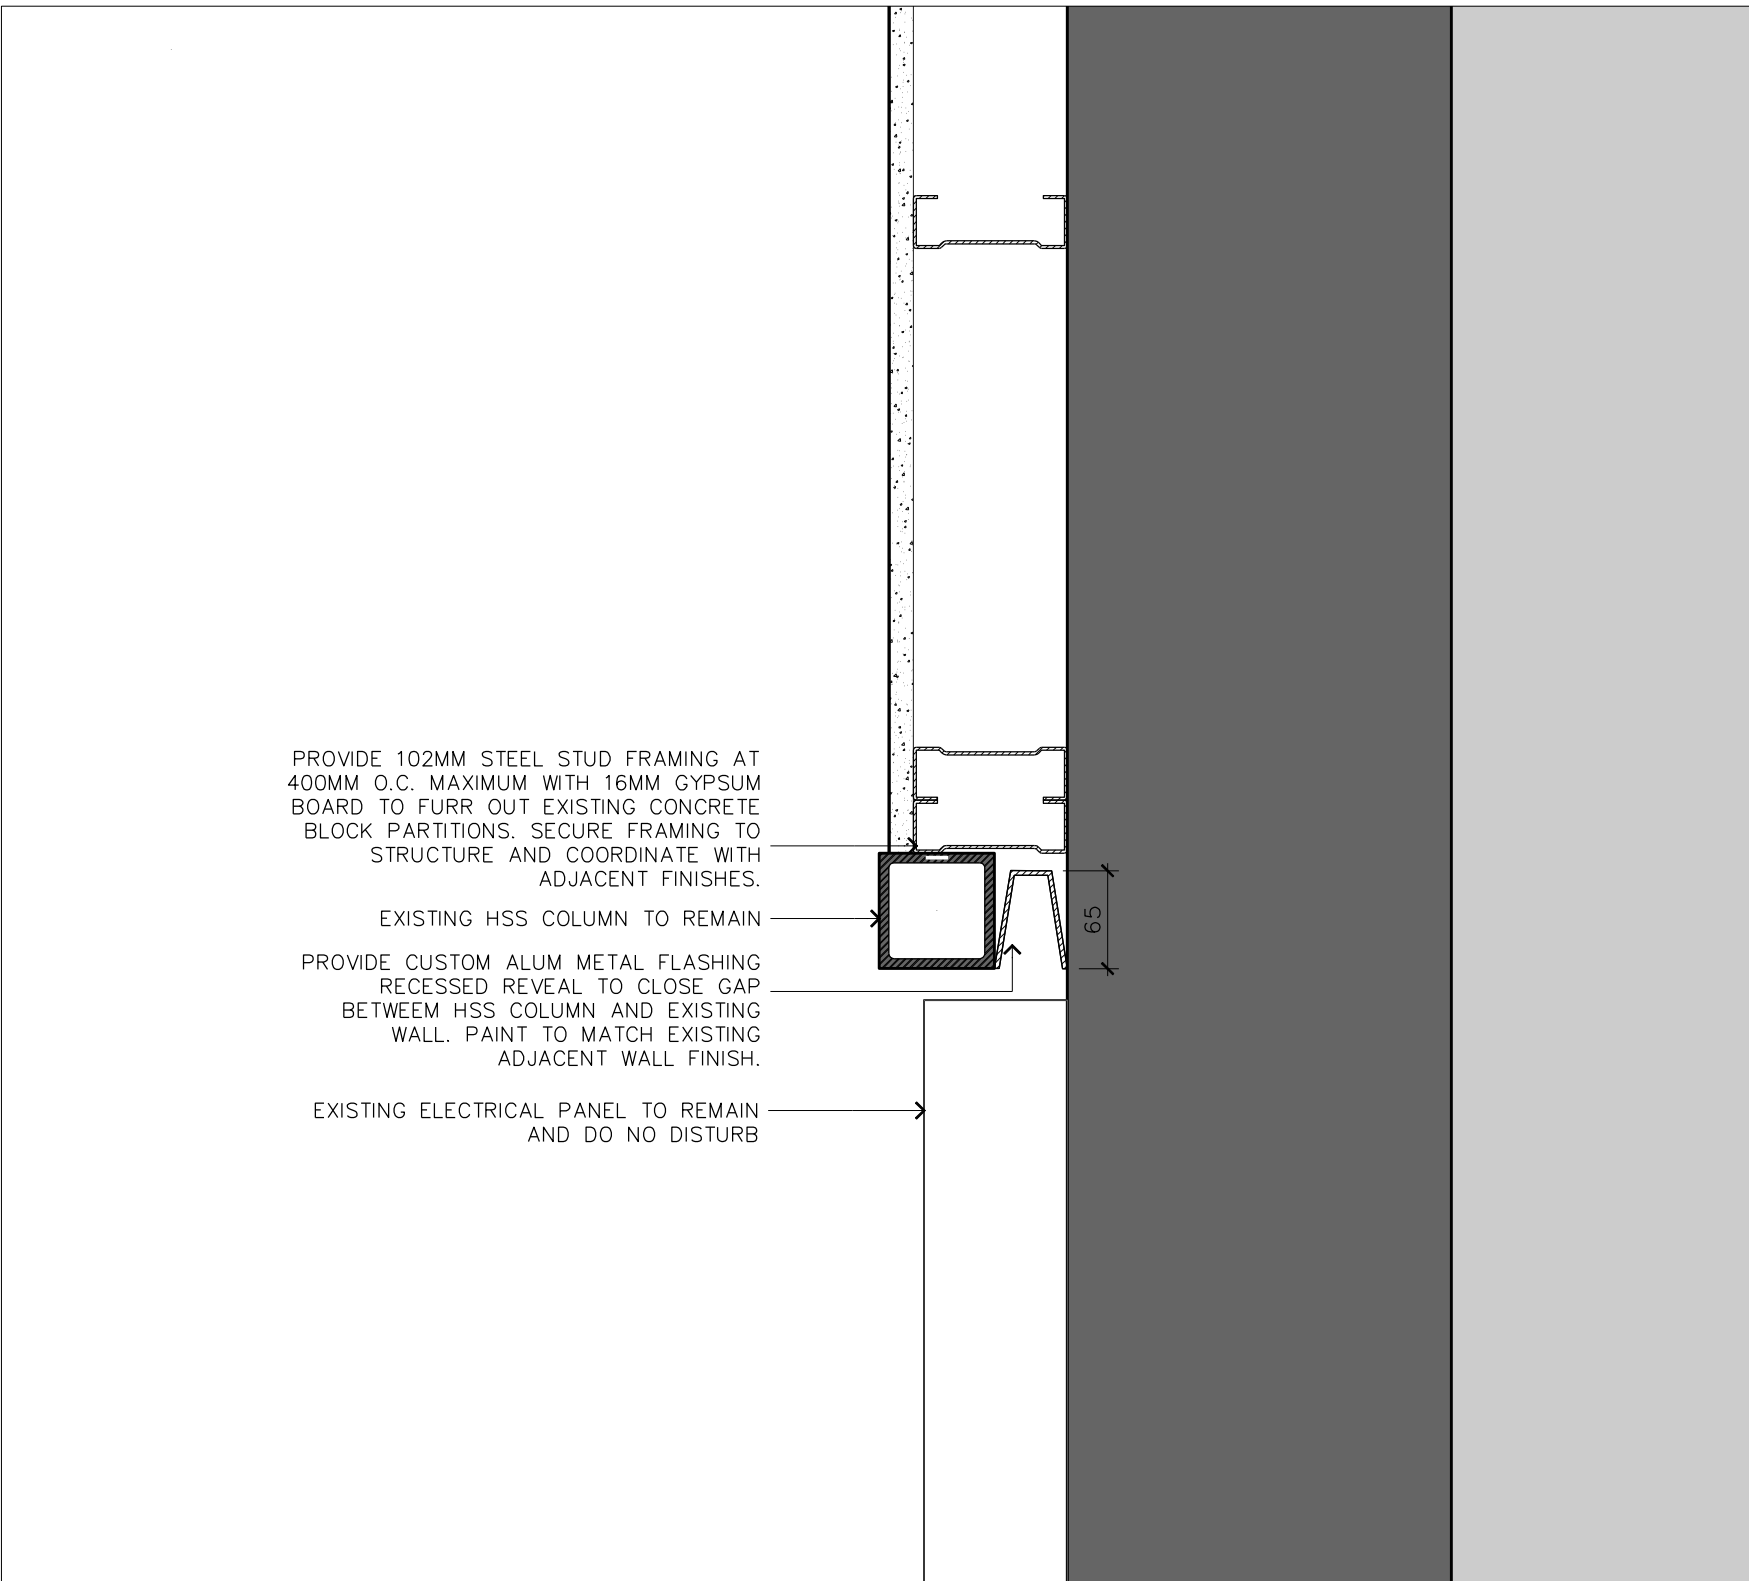 PROVIDE 102MM STEEL STUD FRAMING AT
400MM O.C. MAXIMUM WITH 16MM GYPSUM
BOARD TO FURR OUT EXISTING CONCRETE
BLOCK PARTITIONS. SECURE FRAMING TO
STRUCTURE AND COORDINATE WITH
ADJACENT FINISHES.
EXISTING HSS COLUMN TO REMAIN
PROVIDE CUSTOM ALUM METAL FLASHING
RECESSED REVEAL TO CLOSE GAP
BETWEEM HSS COLUMN AND EXISTING
WALL. PAINT TO MATCH EXISTING
ADJACENT WALL FINISH.
EXISTING ELECTRICAL PANEL TO REMAIN
AND DO NO DISTURB
65